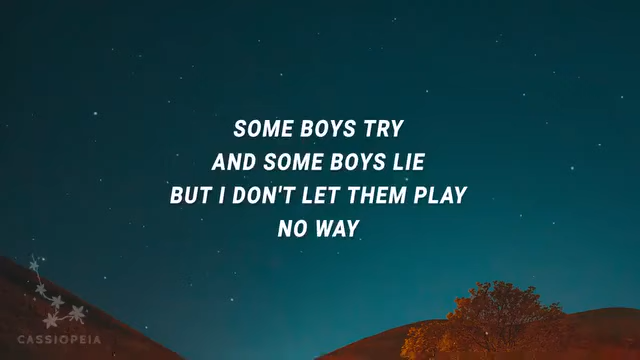 SOME BOYS TRY
AND SOME BOYS LIE
BUT I DON'T LET THEM PLAY
NO WAY
CASSIOPEIA